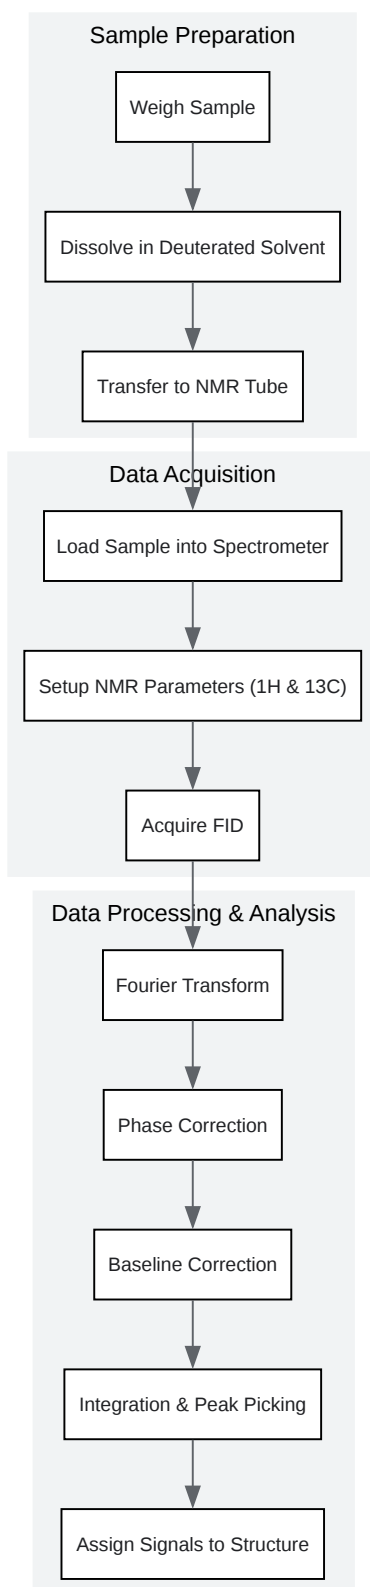 Sample Preparation
Weigh Sample
Dissolve in Deuterated Solvent
Transfer to NMR Tube
Data Acquisition
Load Sample into Spectrometer
Setup NMR Parameters (1H & 13C)
Acquire FID
Data Processing & Analysis
Fourier Transform
Phase Correction
Baseline Correction
Integration & Peak Picking
Assign Signals to Structure